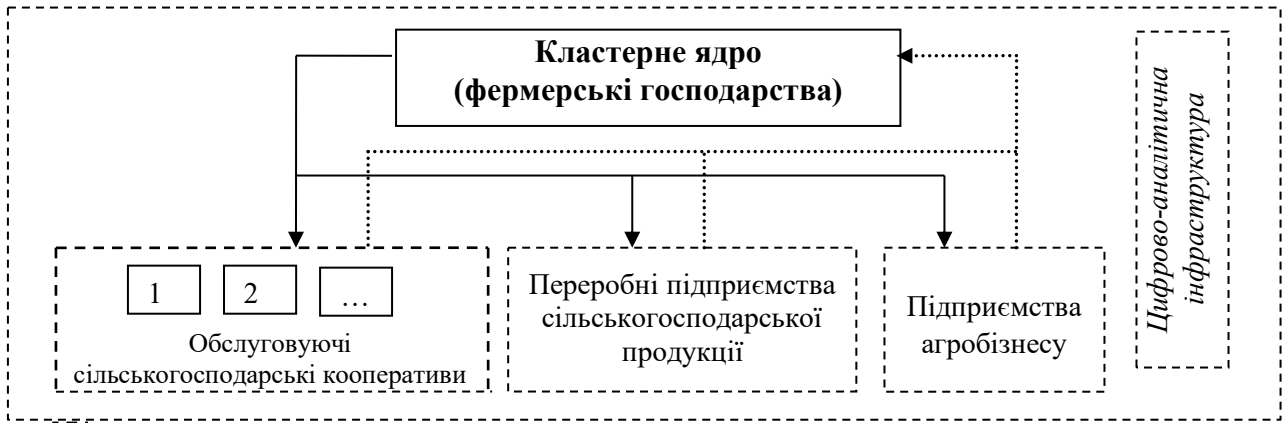 Кластерне ядро
(фермерські господарства)
1
2
…
Обслуговуючі
сільськогосподарські кооперативи
Переробні підприємства
сільськогосподарської
продукції
Підприємства
агробізнесу
Цифрово-аналітична
інфраструктура